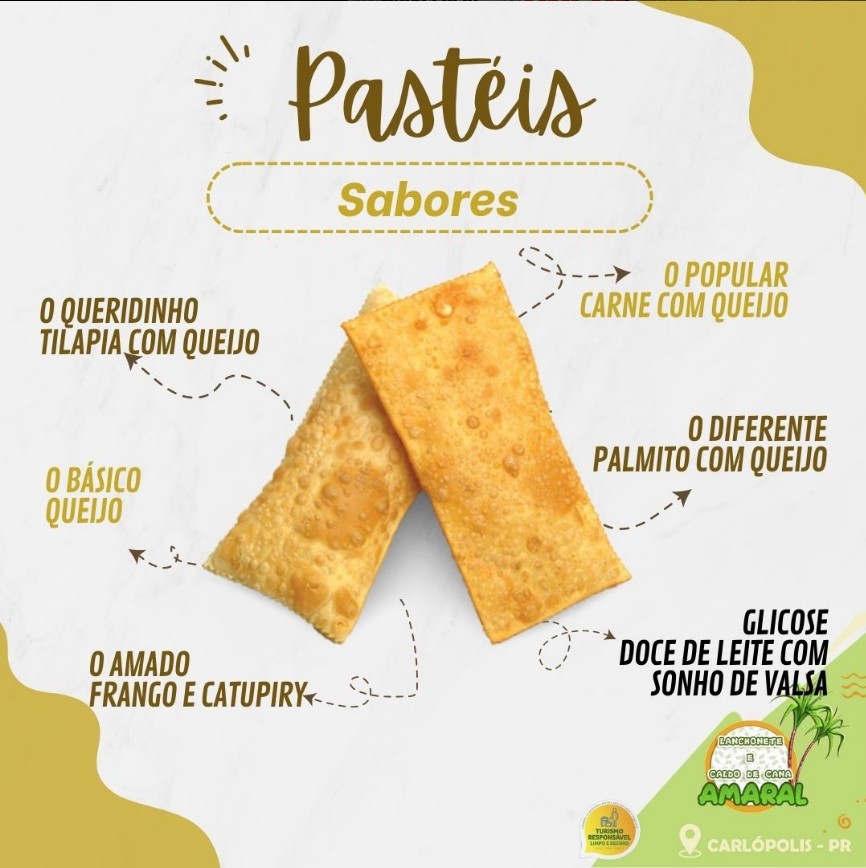 Pastéis
Sabores
O POPULAR
CARNE COM QUEIJO
O QUERIDINHO
TILAPIA COM QUEIJO
O DIFERENTE
PALMITO COM QUEIJO
O BÁSICO
QUEIJO
GLICOSE
DOCE DE LEITE COM
SONHO DE VALSA
O AMADO
FRANGO E CATUPIRY
LANCHONETE
E
CALDO DE CANA
AMARAL
TURISMO
RESPONSÁVEL
LIMPO E SEGURO
CARLÓPOLIS - PR